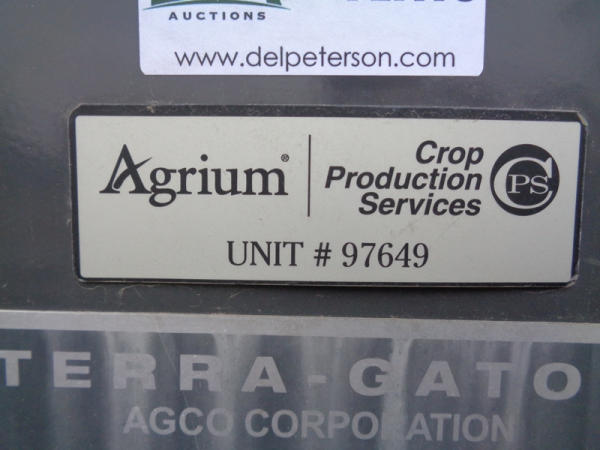 AUCTIONS
www.delpeterson.com
Agrium®
Crop
Production
Services
CPS
UNIT # 97649
TERRA-GATO
AGCO CORPORATION